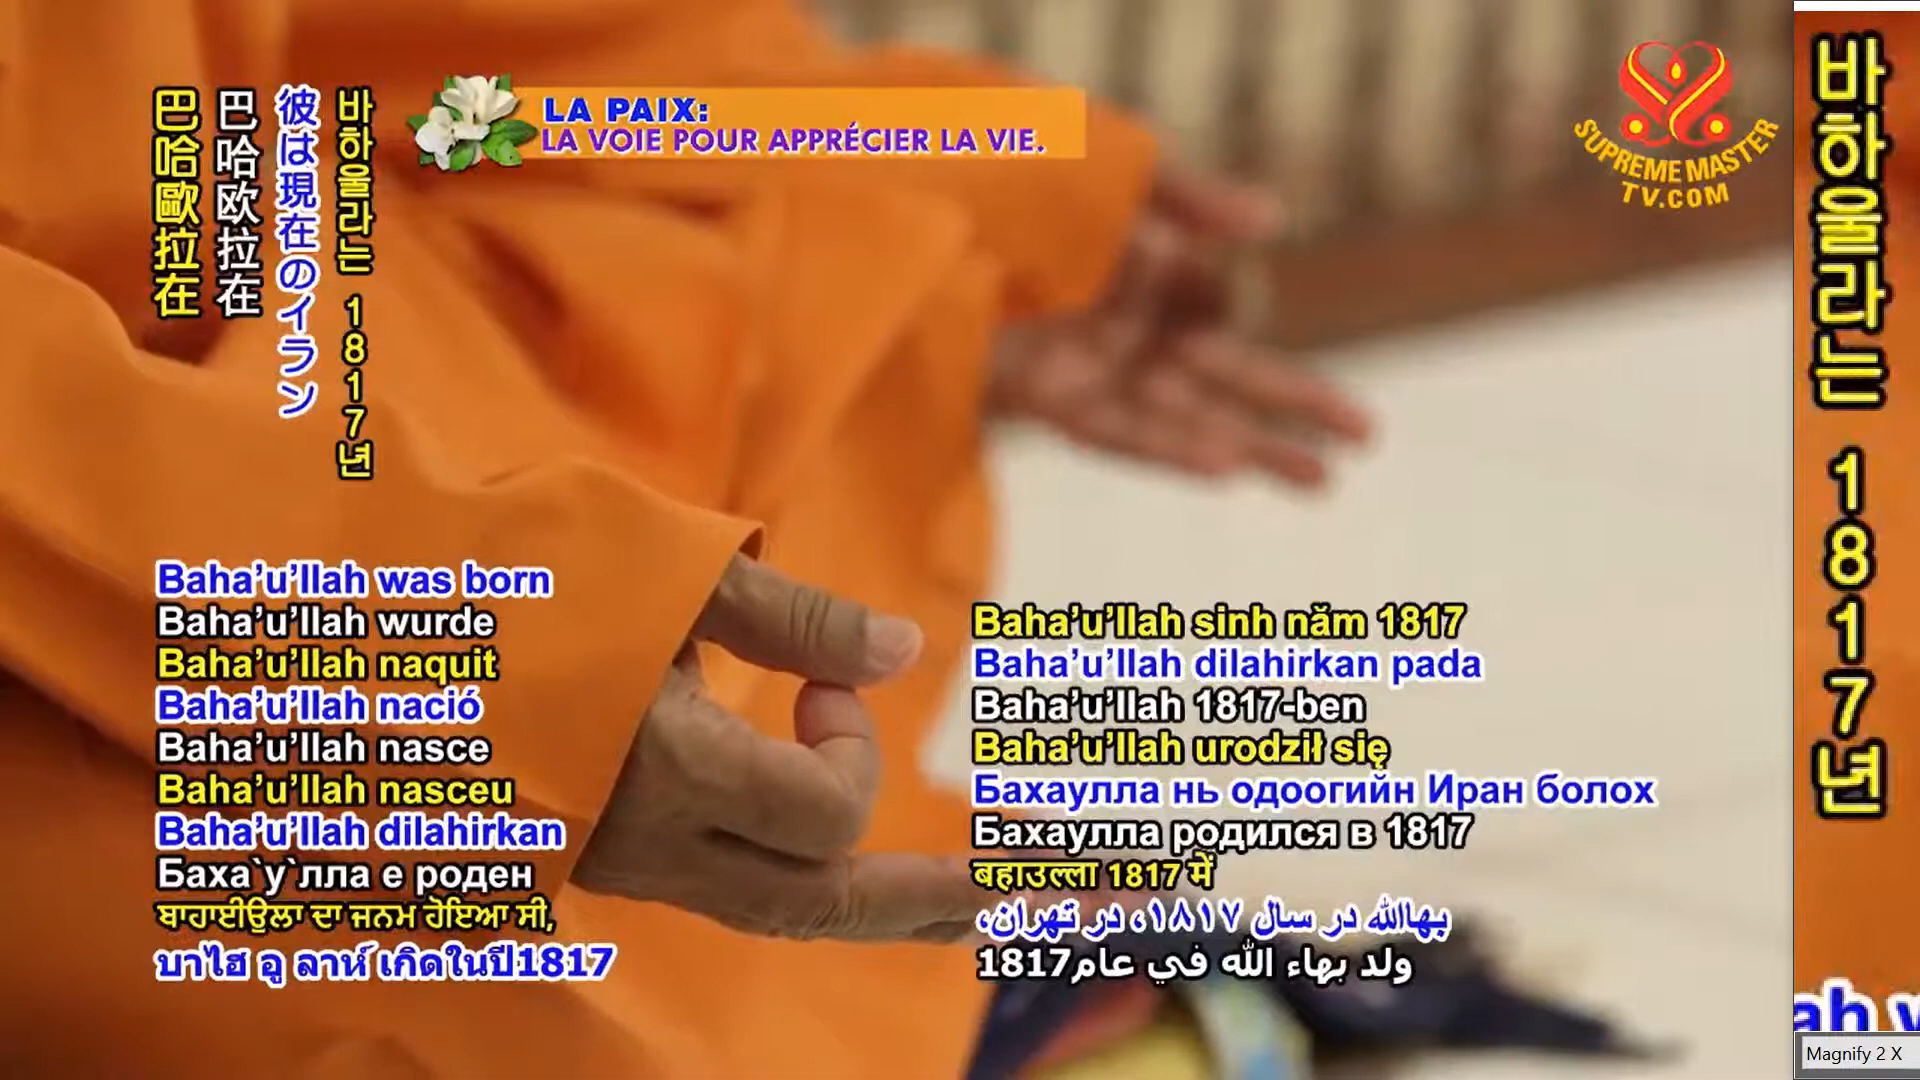 巴哈歐拉在
巴哈欧拉在
彼は現在のイラン
바하울라는 1817년
LA PAIX:
LA VOIE POUR APPRÉCIER LA VIE.
SUPREME MASTER
TV.COM
Baha’u’llah was born
Baha’u’llah wurde
Baha’u’llah naquit
Baha’u’llah nació
Baha’u’llah nasce
Baha’u’llah nasceu
Baha’u’llah dilahirkan
Баха`у`лла е роден
ਬਾਹਾਈਉਲਾ ਦਾ ਜਨਮ ਹੋਇਆ ਸੀ,
บาไฮ อู ลาห์ เกิดในปี1817
Baha’u’llah sinh năm 1817
Baha’u’llah dilahirkan pada
Baha’u’llah 1817-ben
Baha’u’llah urodził się
Бахаулла нь одоогийн Иран болох
Бахаулла родился в 1817
बहाउल्ला 1817 में
بهاالله در سال ۱۸۱۷، در تهران،
ولد بهاء الله في عام1817
바하울라는 1817년
ah w
Magnify 2 X